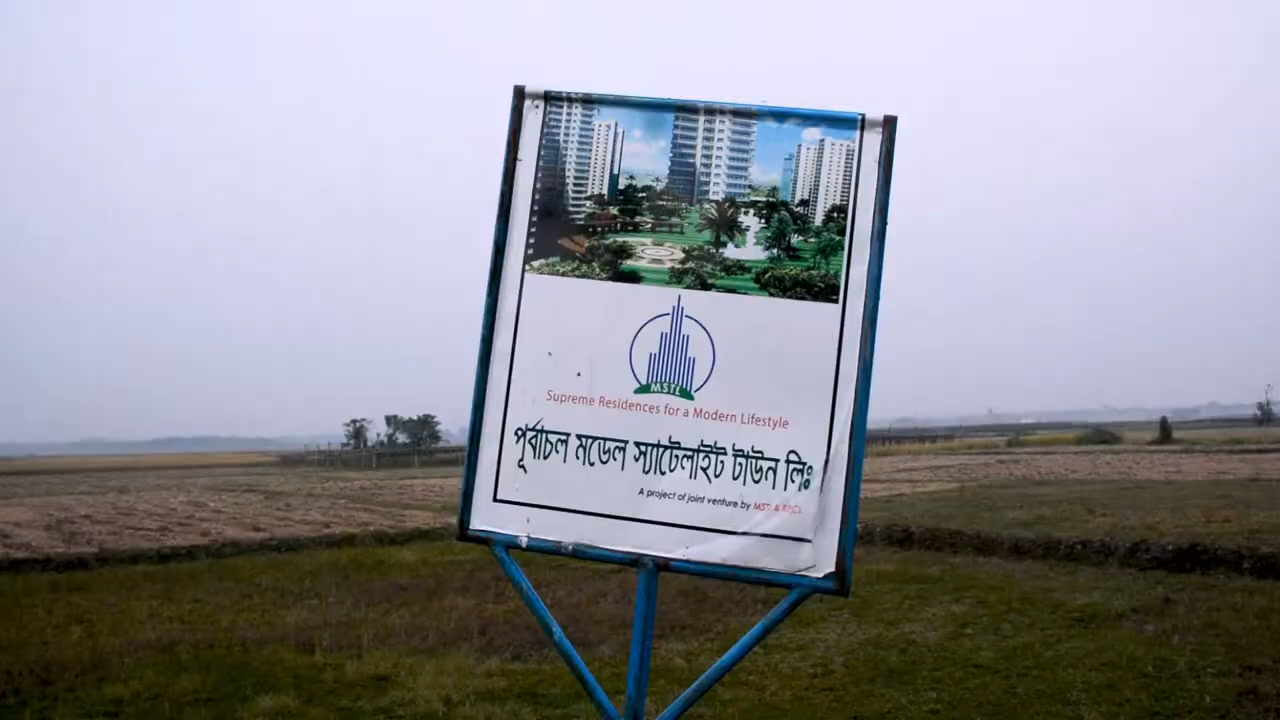 MSTL
Supreme Residences for a Modern Lifestyle
পূর্বাচল মডেল স্যাটেলাইট টাউন লিঃ
A project of joint venture by MSTL &